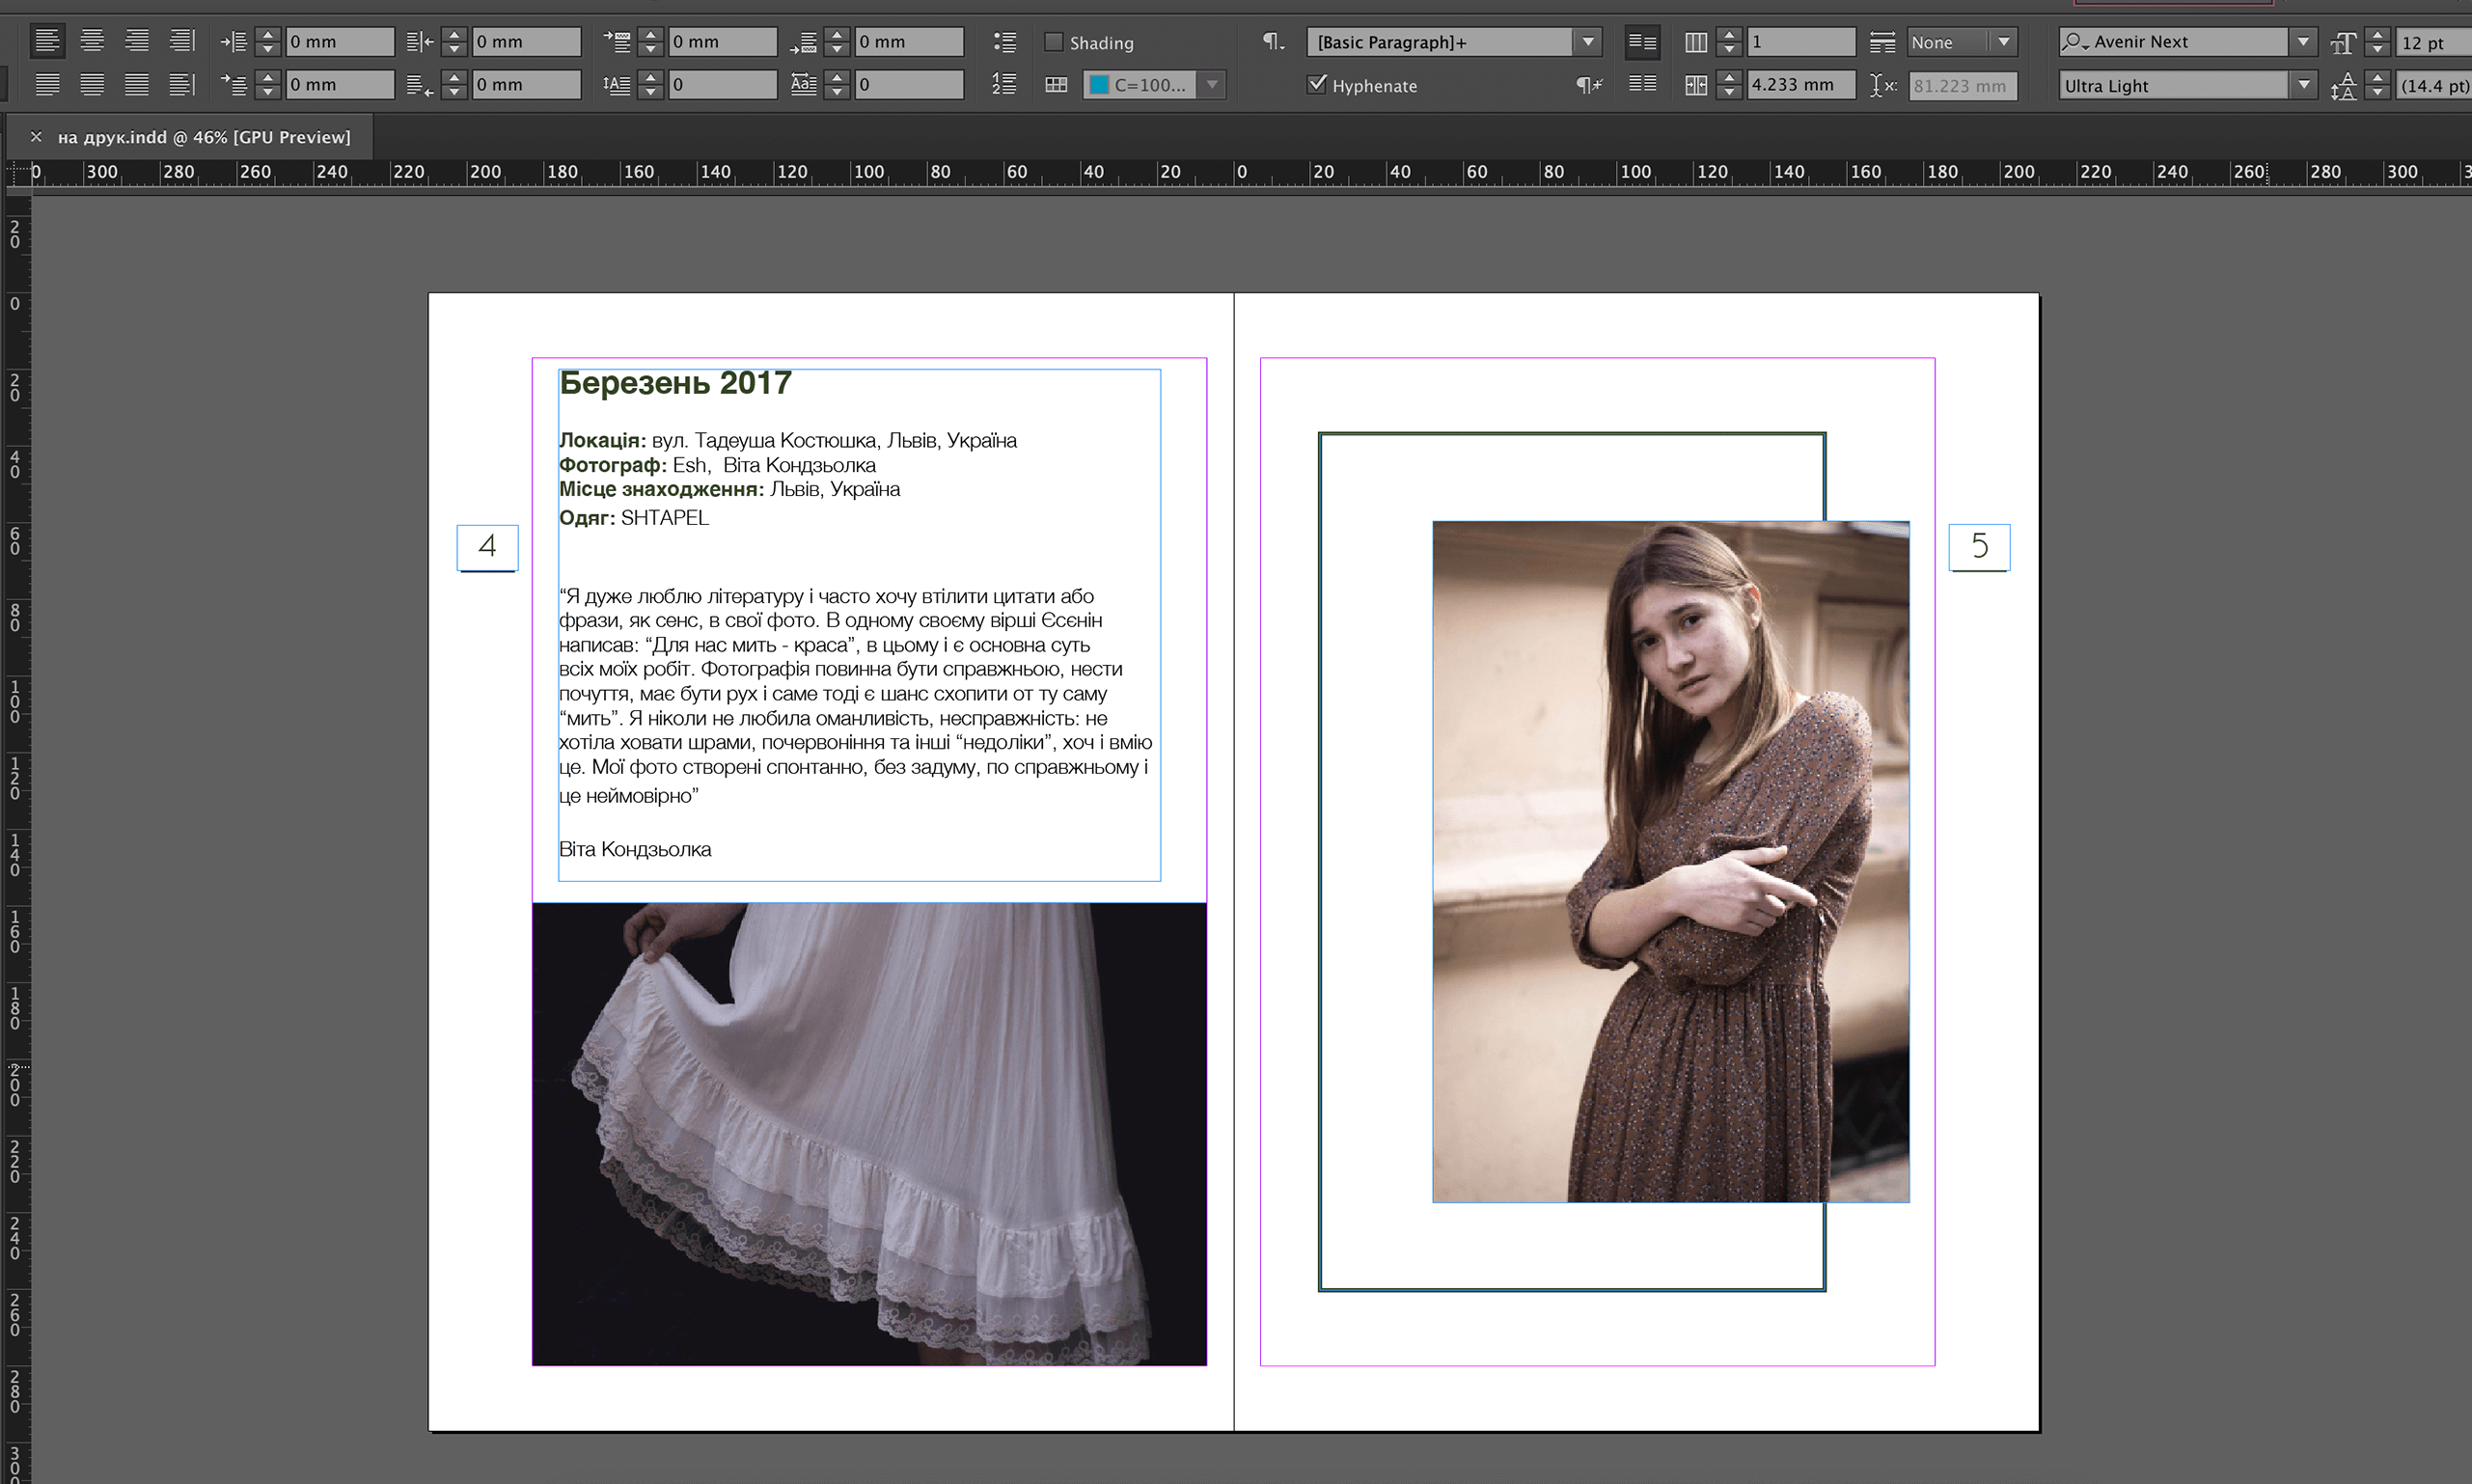 0 mm 0 mm 0 mm 0 mm Shading [Basic Paragraph]+ 1 None Avenir Next 12 pt
0 mm 0 mm 0 0 C=100... Hyphenate 4.233 mm 81.223 mm Ultra Light (14.4 pt)
на друк.indd @ 46% [GPU Preview]
0 300 280 260 240 220 200 180 160 140 120 100 80 60 40 20 0 20 40 60 80 100 120 140 160 180 200 220 240 260 280 300
20
0
20
40
60
80
100
120
140
160
180
200
220
240
260
280
300
Березень 2017
Локація: вул. Тадеуша Костюшка, Львів, Україна
Фотограф: Esh, Віта Кондзьолка
Місце знаходження: Львів, Україна
Одяг: SHTAPEL
4
“Я дуже люблю літературу і часто хочу втілити цитати або
фрази, як сенс, в свої фото. В одному своєму вірші Єсєнін
написав: “Для нас мить - краса”, в цьому і є основна суть
всіх моїх робіт. Фотографія повинна бути справжньою, нести
почуття, має бути рух і саме тоді є шанс схопити от ту саму
“мить”. Я ніколи не любила оманливість, несправжність: не
хотіла ховати шрами, почервоніння та інші “недоліки”, хоч і вмію
це. Мої фото створені спонтанно, без задуму, по справжньому і
це неймовірно”
Віта Кондзьолка
5